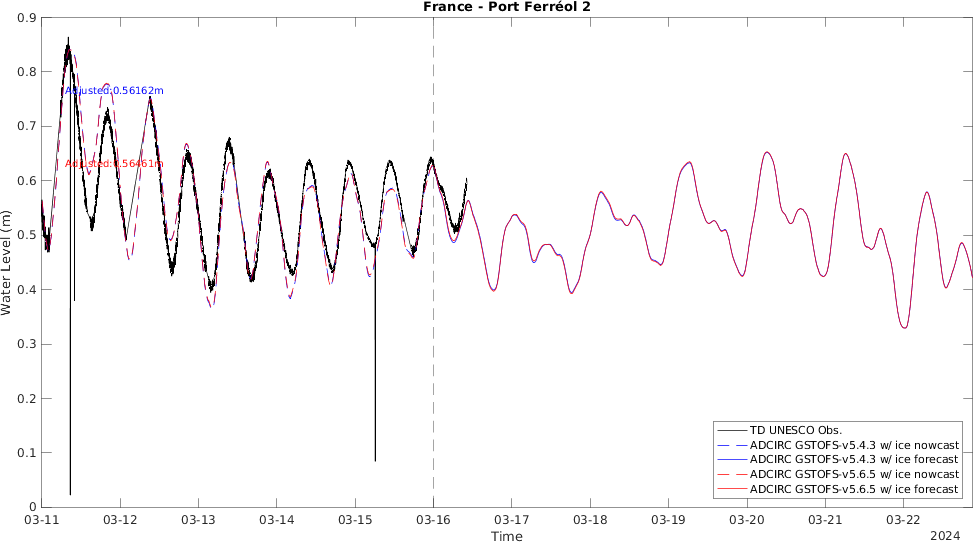 France - Port Ferréol 2
0.9
0.8
0.7
0.6
0.5
0.4
0.3
0.2
0.1
0
Water Level (m)
Adjusted:0.56162m
Adjusted:0.56461m
TD UNESCO Obs.
ADCIRC GSTOFS-v5.4.3 w/ ice nowcast
ADCIRC GSTOFS-v5.4.3 w/ ice forecast
ADCIRC GSTOFS-v5.6.5 w/ ice nowcast
ADCIRC GSTOFS-v5.6.5 w/ ice forecast
03-11 03-12 03-13 03-14 03-15 03-16 03-17 03-18 03-19 03-20 03-21 03-22
Time
2024